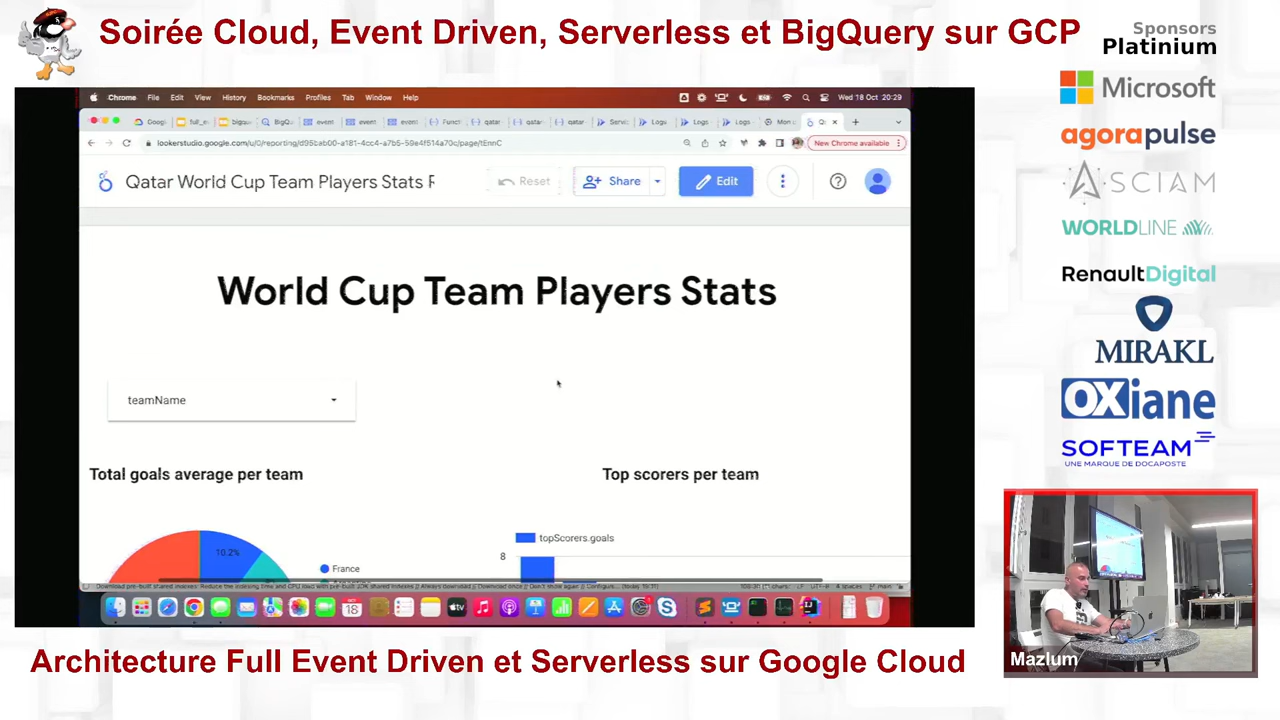 Soirée Cloud, Event Driven, Serverless et BigQuery sur GCP
Sponsors
Platinium
Microsoft
agorapulse
ASCIAM
WORLDLINE
RenaultDigital
MIRAKL
OXiane
SOFTEAM
UNE MARQUE DE DOCAPOSTE
Chrome File Edit View History Bookmarks Profiles Tab Window Help
Wed 18 Oct 20:29
New Chrome available
Qatar World Cup Team Players Stats R
Reset
Share
Edit
World Cup Team Players Stats
teamName
Total goals average per team
Top scorers per team
10.2%
France
topScorers.goals
8
OCT
18
Mazlum
Architecture Full Event Driven et Serverless sur Google Cloud